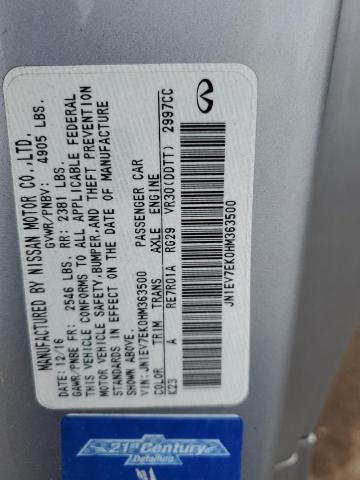 MANUFACTURED BY NISSAN MOTOR CO.,LTD.
DATE: 12/16 GVWR/PNBV: 4905 LBS.
GAWR/PNBE FR: 2546 LBS. RR: 2381 LBS.
THIS VEHICLE CONFORMS TO ALL APPLICABLE FEDERAL
MOTOR VEHICLE SAFETY,BUMPER,AND THEFT PREVENTION
STANDARDS IN EFFECT ON THE DATE OF MANUFACTURE
SHOWN ABOVE.
VIN: JN1EV7EK0HM363500 PASSENGER CAR
COLOR TRIM TRANS AXLE ENGINE
K23 A RE7R01A RG29 VR30(DDTT) 2997CC
JN1EV7EK0HM363500
21st Century
Detailing